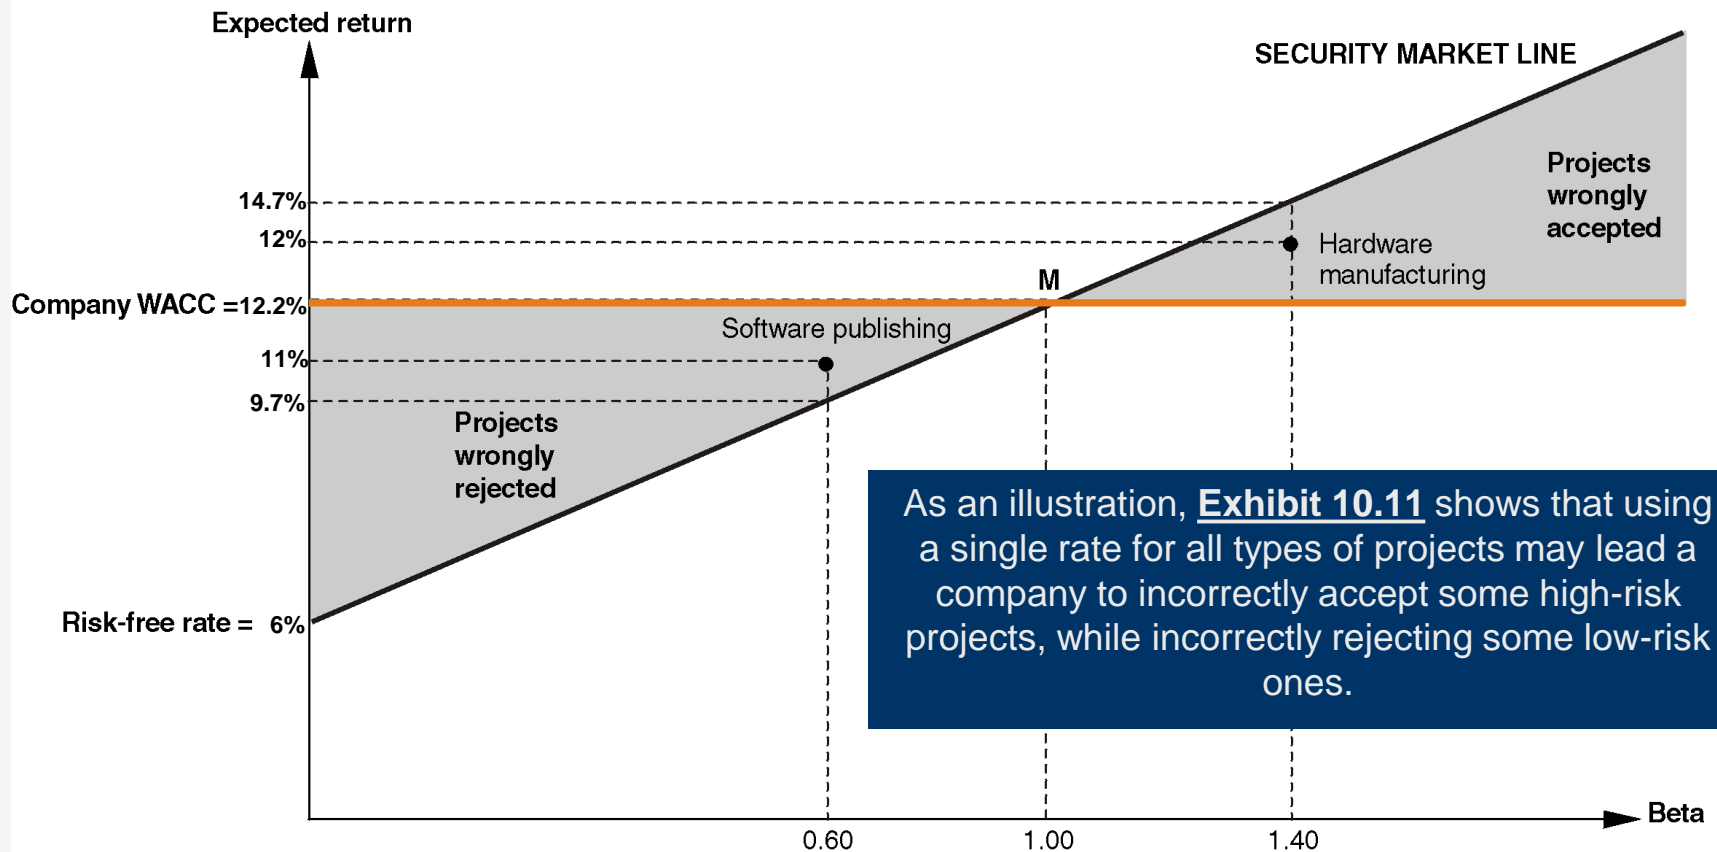 Expected return
SECURITY MARKET LINE
Projects
wrongly
accepted
14.7%
12%
Hardware
manufacturing
M
Company WACC =12.2%
Software publishing
11%
9.7%
Projects
wrongly
rejected
As an illustration, Exhibit 10.11 shows that using
a single rate for all types of projects may lead a
company to incorrectly accept some high-risk
projects, while incorrectly rejecting some low-risk
ones.
Risk-free rate = 6%
Beta
0.60
1.00
1.40